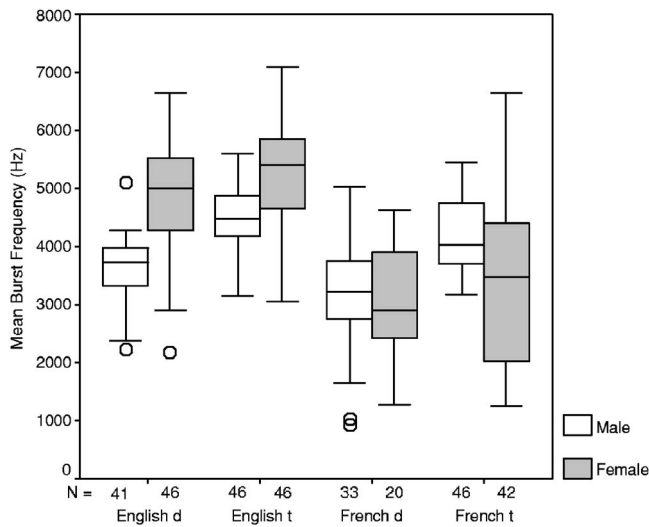 8000
7000
6000
5000
4000
3000
2000
1000
0
Mean Burst Frequency (Hz)
N = 41 46 46 46 33 20 46 42
English d English t French d French t
Male
Female